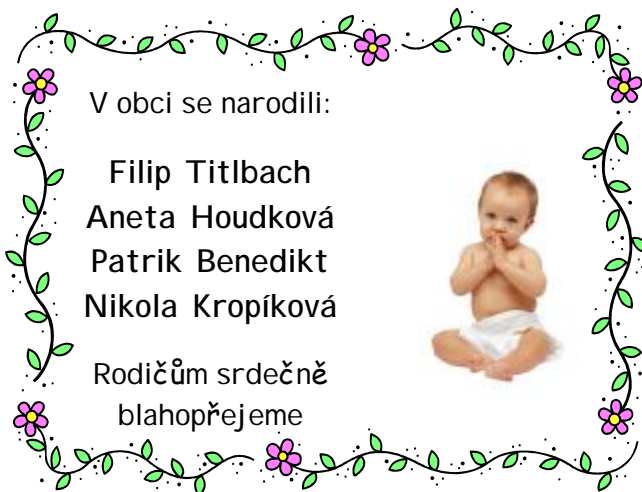 V obci se narodili:
Filip Titlbach
Aneta Houdková
Patrik Benedikt
Nikola Kropíková
Rodičům srdečně
blahopřejeme